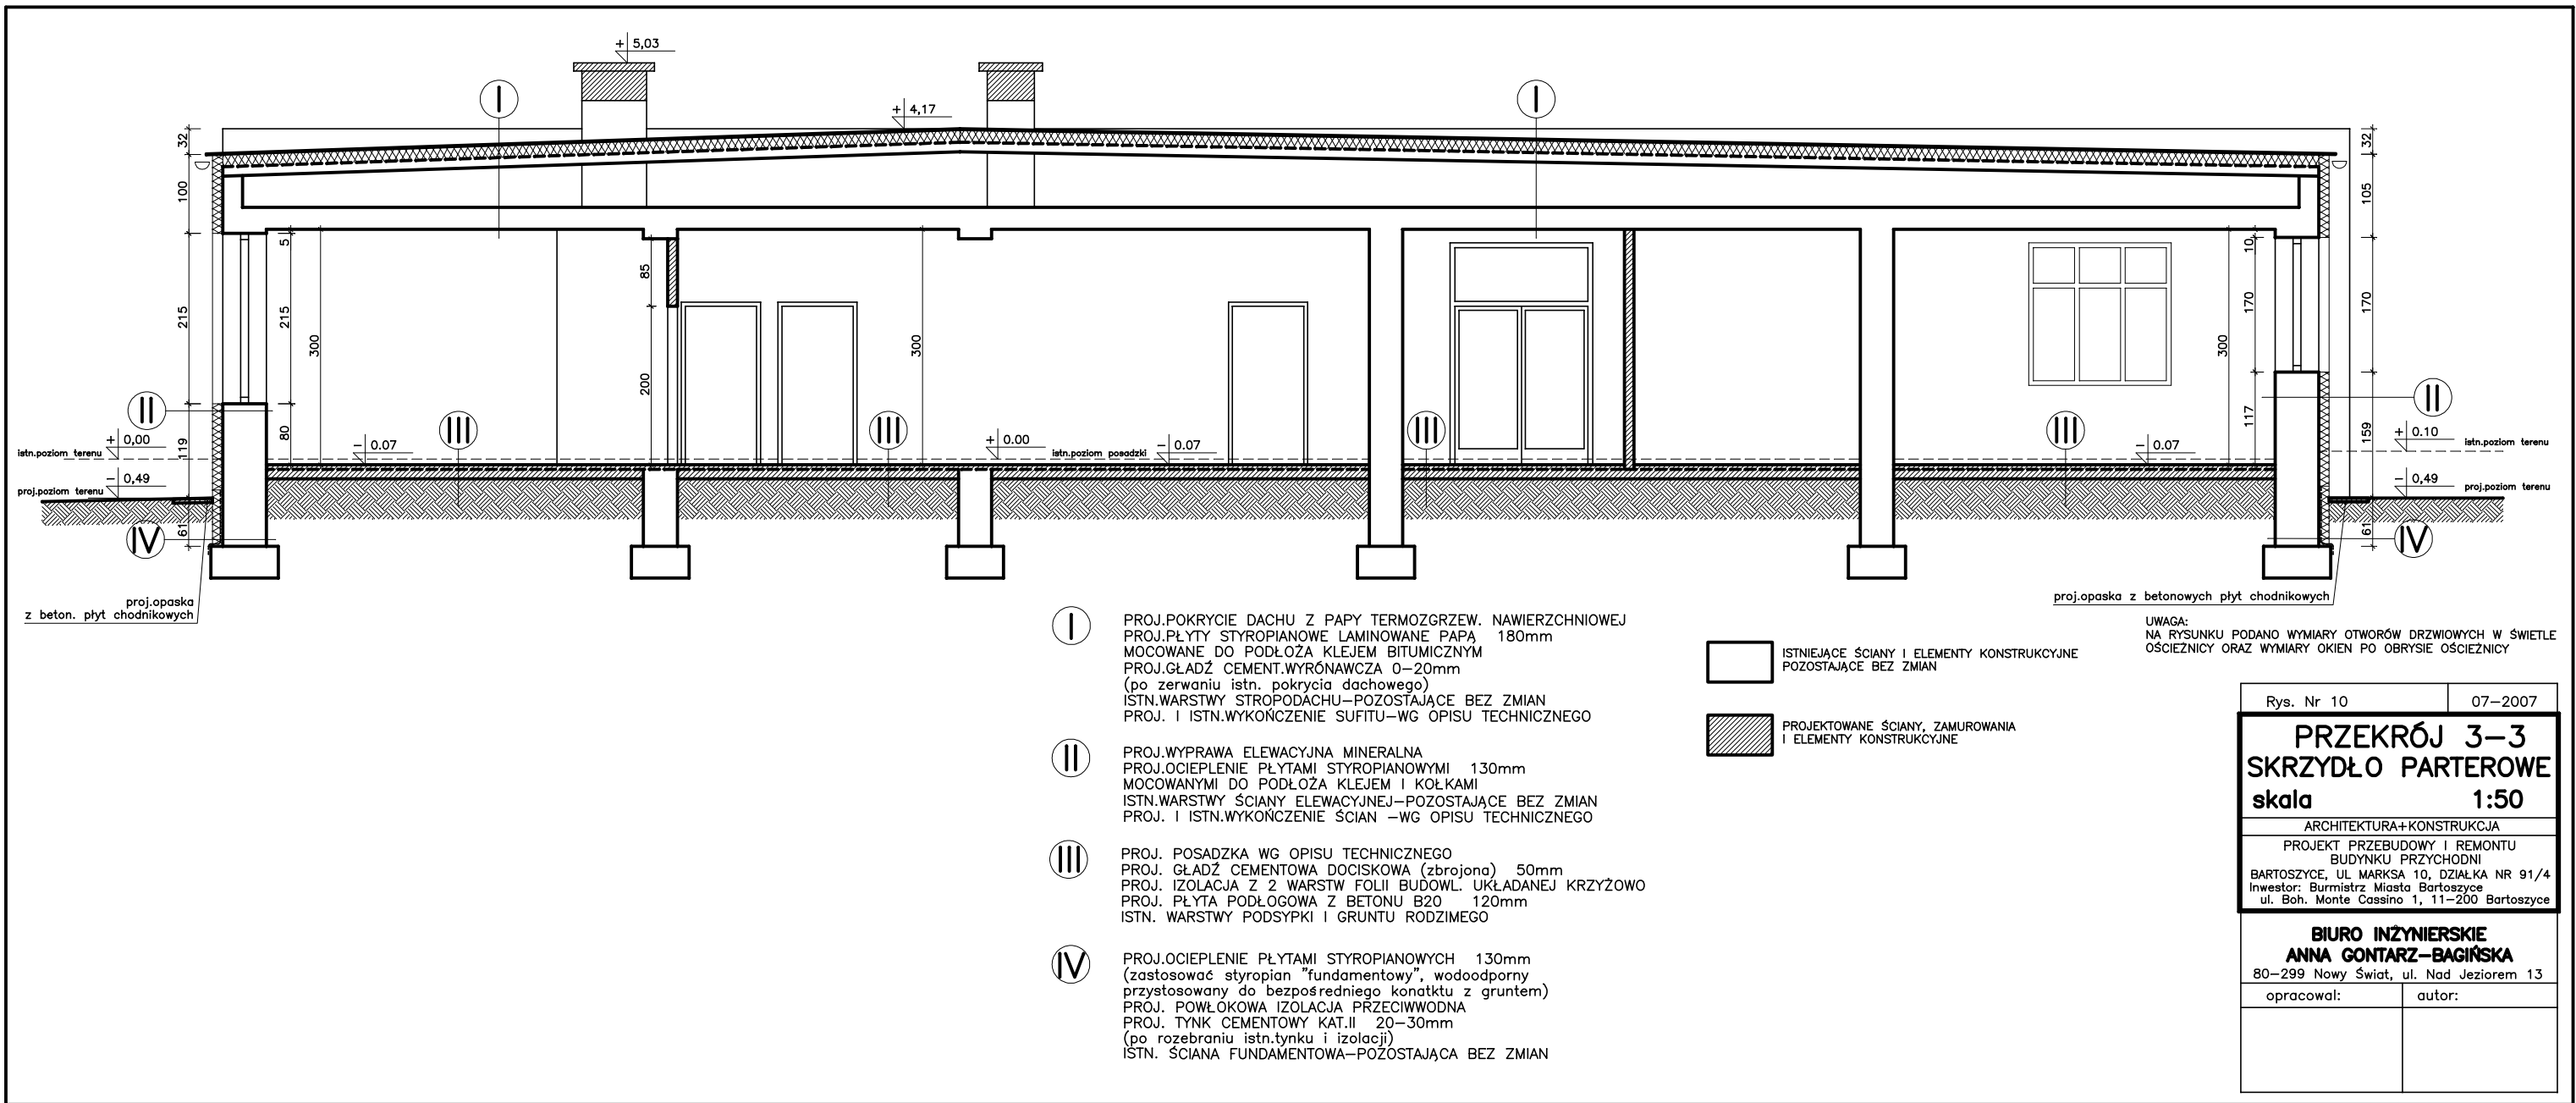 + 5,03
I
I
+ 4,17
32
100
215
119
61
5
215
80
300
85
200
300
10
170
117
300
32
105
170
159
61
II
III
III
III
III
II
+ 0,00
istn.poziom terenu
- 0,49
proj.poziom terenu
- 0.07
+ 0.00
istn.poziom posadzki
- 0.07
- 0.07
+ 0.10
istn.poziom terenu
- 0,49
proj.poziom terenu
IV
IV
proj.opaska
z beton. płyt chodnikowych
proj.opaska z betonowych płyt chodnikowych
I
PROJ.POKRYCIE DACHU Z PAPY TERMOZGRZEW. NAWIERZCHNIOWEJ
PROJ.PŁYTY STYROPIANOWE LAMINOWANE PAPĄ 180mm
MOCOWANE DO PODŁOŻA KLEJEM BITUMICZNYM
PROJ.GŁADŹ CEMENT.WYRÓNAWCZA 0-20mm
(po zerwaniu istn. pokrycia dachowego)
ISTN.WARSTWY STROPODACHU-POZOSTAJĄCE BEZ ZMIAN
PROJ. I ISTN.WYKOŃCZENIE SUFITU-WG OPISU TECHNICZNEGO
II
PROJ.WYPRAWA ELEWACYJNA MINERALNA
PROJ.OCIEPLENIE PŁYTAMI STYROPIANOWYMI 130mm
MOCOWANYMI DO PODŁOŻA KLEJEM I KOŁKAMI
ISTN.WARSTWY ŚCIANY ELEWACYJNEJ-POZOSTAJĄCE BEZ ZMIAN
PROJ. I ISTN.WYKOŃCZENIE ŚCIAN -WG OPISU TECHNICZNEGO
III
PROJ. POSADZKA WG OPISU TECHNICZNEGO
PROJ. GŁADŹ CEMENTOWA DOCISKOWA (zbrojona) 50mm
PROJ. IZOLACJA Z 2 WARSTW FOLII BUDOWL. UKŁADANEJ KRZYŻOWO
PROJ. PŁYTA PODŁOGOWA Z BETONU B20 120mm
ISTN. WARSTWY PODSYPKI I GRUNTU RODZIMEGO
IV
PROJ.OCIEPLENIE PŁYTAMI STYROPIANOWYCH 130mm
(zastosować styropian "fundamentowy", wodoodporny
przystosowany do bezpośredniego konatktu z gruntem)
PROJ. POWŁOKOWA IZOLACJA PRZECIWWODNA
PROJ. TYNK CEMENTOWY KAT.II 20-30mm
(po rozebraniu istn.tynku i izolacji)
ISTN. ŚCIANA FUNDAMENTOWA-POZOSTAJĄCA BEZ ZMIAN
ISTNIEJĄCE ŚCIANY I ELEMENTY KONSTRUKCYJNE
POZOSTAJĄCE BEZ ZMIAN
PROJEKTOWANE ŚCIANY, ZAMUROWANIA
I ELEMENTY KONSTRUKCYJNE
UWAGA:
NA RYSUNKU PODANO WYMIARY OTWORÓW DRZWIOWYCH W ŚWIETLE
OŚCIEŻNICY ORAZ WYMIARY OKIEN PO OBRYSIE OŚCIEŻNICY
Rys. Nr 10 07-2007
PRZEKRÓJ 3-3
SKRZYDŁO PARTEROWE
skala 1:50
ARCHITEKTURA+KONSTRUKCJA
PROJEKT PRZEBUDOWY I REMONTU
BUDYNKU PRZYCHODNI
BARTOSZYCE, UL MARKSA 10, DZIAŁKA NR 91/4
Inwestor: Burmistrz Miasta Bartoszyce
ul. Boh. Monte Cassino 1, 11-200 Bartoszyce
BIURO INŻYNIERSKIE
ANNA GONTARZ-BAGIŃSKA
80-299 Nowy Świat, ul. Nad Jeziorem 13
opracował: autor: